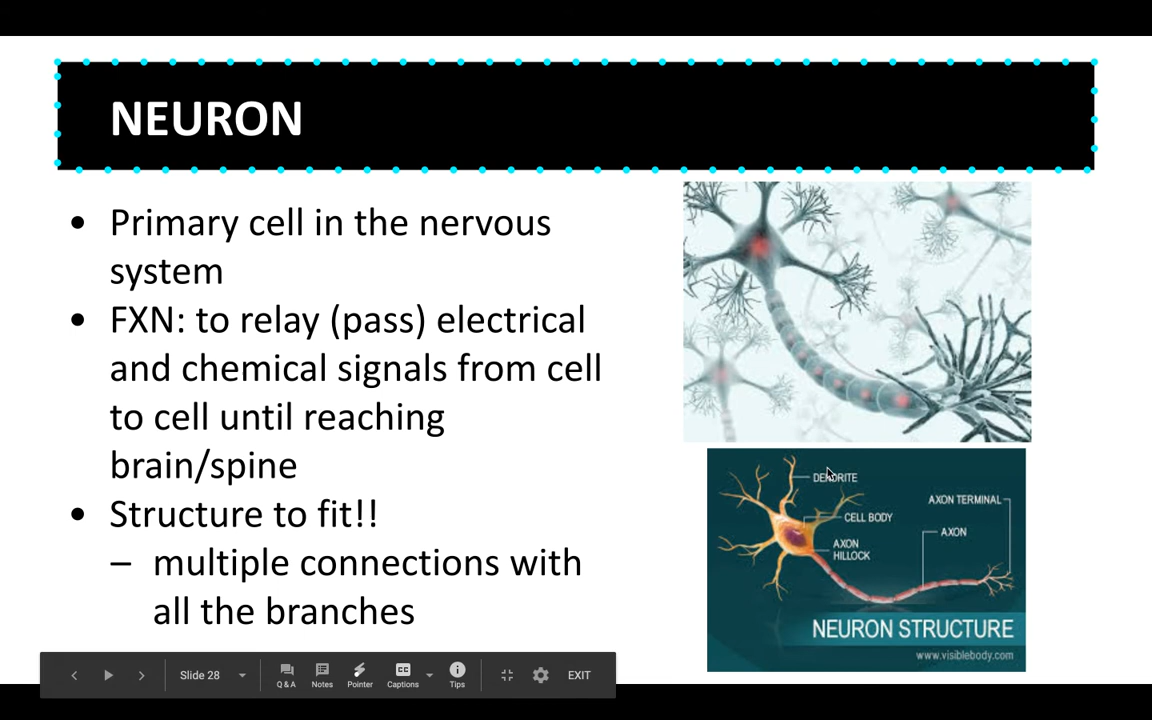 NEURON
• Primary cell in the nervous
system
• FXN: to relay (pass) electrical
and chemical signals from cell
to cell until reaching
brain/spine
• Structure to fit!!
– multiple connections with
all the branches
DENDRITE
AXON TERMINAL
CELL BODY
AXON
AXON
HILLOCK
NEURON STRUCTURE
www.visiblebody.com
Slide 28
Q & A
Notes
Pointer
CC
Captions
Tips
EXIT